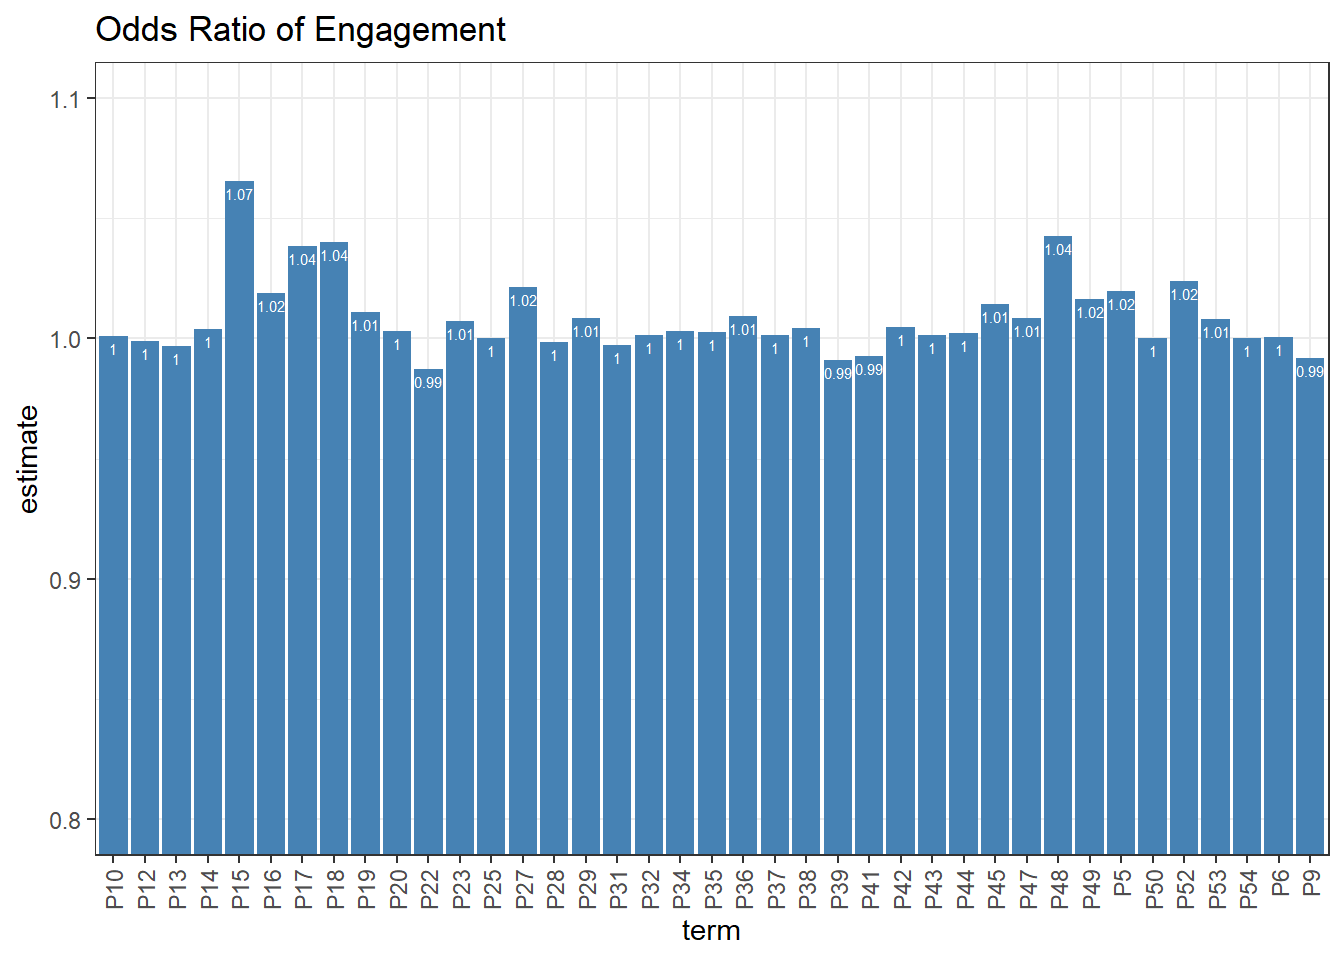 Odds Ratio of Engagement
1.1
1.0
0.9
0.8
estimate
1
1
1
1
1.07
1.02
1.04
1.04
1.01
1
0.99
1.01
1
1.02
1
1.01
1
1
1
1
1.01
1
1
0.99
0.99
1
1
1
1.01
1.01
1.04
1.02
1.02
1
1.02
1.01
1
1
0.99
P10
P12
P13
P14
P15
P16
P17
P18
P19
P20
P22
P23
P25
P27
P28
P29
P31
P32
P34
P35
P36
P37
P38
P39
P41
P42
P43
P44
P45
P47
P48
P49
P5
P50
P52
P53
P54
P6
P9
term